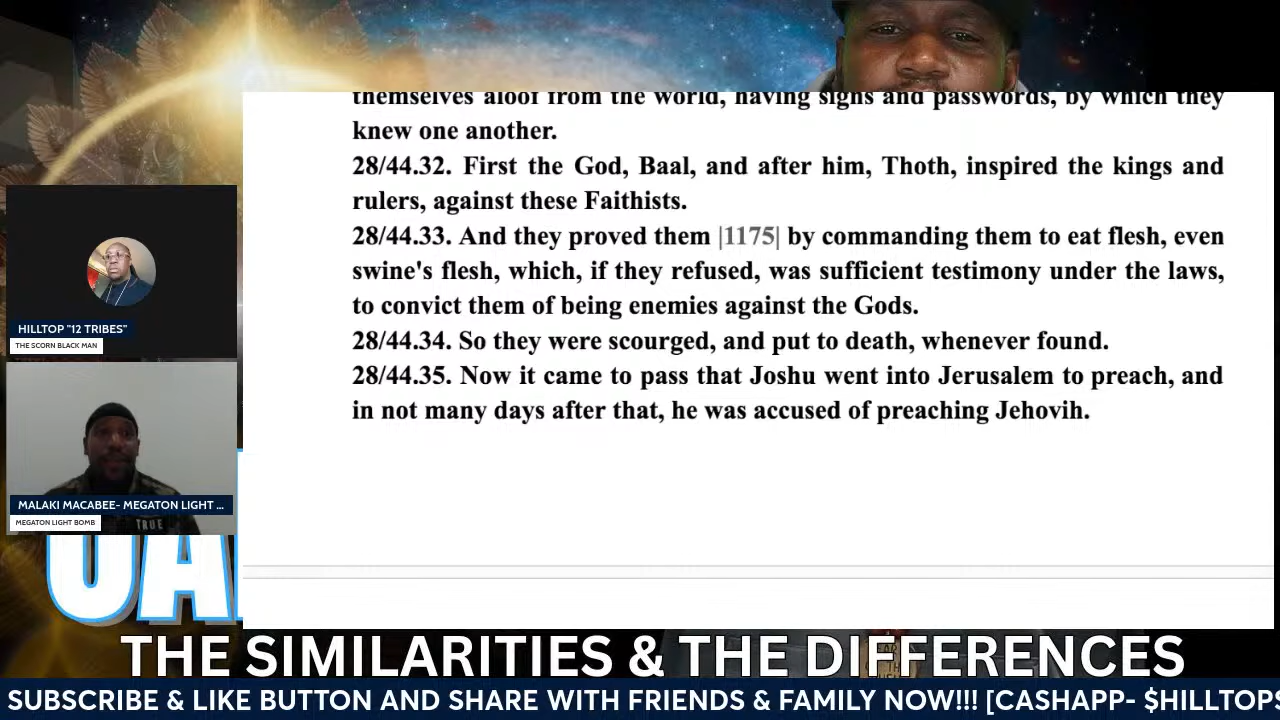 themselves aloof from the world, having signs and passwords, by which they
knew one another.
28/44.32. First the God, Baal, and after him, Thoth, inspired the kings and
rulers, against these Faithists.
28/44.33. And they proved them |1175| by commanding them to eat flesh, even
swine's flesh, which, if they refused, was sufficient testimony under the laws,
to convict them of being enemies against the Gods.
28/44.34. So they were scourged, and put to death, whenever found.
28/44.35. Now it came to pass that Joshu went into Jerusalem to preach, and
in not many days after that, he was accused of preaching Jehovih.
HILLTOP "12 TRIBES"
THE SCORN BLACK MAN
MALAKI MACABEE- MEGATON LIGHT ...
MEGATON LIGHT BOMB
TRUE
THE SIMILARITIES & THE DIFFERENCES
SUBSCRIBE & LIKE BUTTON AND SHARE WITH FRIENDS & FAMILY NOW!!! [CASHAPP- $HILLTOPS